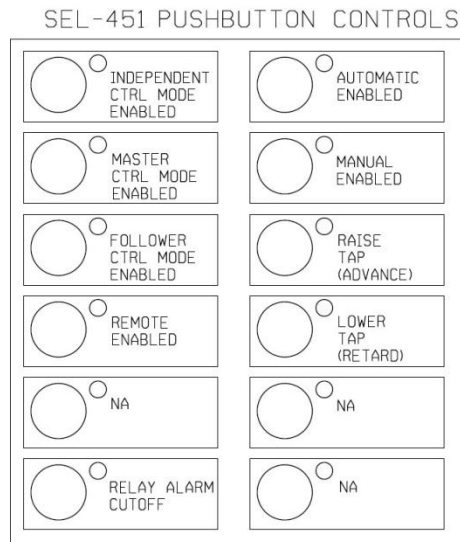 SEL-451 PUSHBUTTON CONTROLS
INDEPENDENT
CTRL MODE
ENABLED
AUTOMATIC
ENABLED
MASTER
CTRL MODE
ENABLED
MANUAL
ENABLED
FOLLOWER
CTRL MODE
ENABLED
RAISE
TAP
(ADVANCE)
REMOTE
ENABLED
LOWER
TAP
(RETARD)
NA
NA
RELAY ALARM
CUTOFF
NA